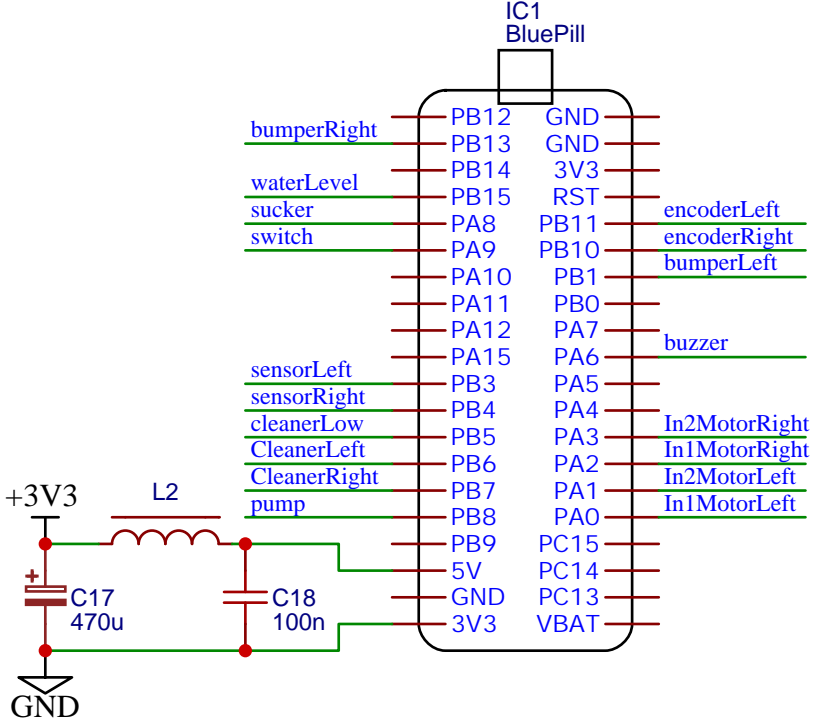 IC1
BluePill
PB12 GND
bumperRight PB13 GND
PB14 3V3
waterLevel PB15 RST
sucker PA8 PB11 encoderLeft
switch PA9 PB10 encoderRight
PA10 PB1 bumperLeft
PA11 PB0
PA12 PA7
PA15 PA6 buzzer
sensorLeft PB3 PA5
sensorRight PB4 PA4
cleanerLow PB5 PA3 In2MotorRight
CleanerLeft PB6 PA2 In1MotorRight
CleanerRight PB7 PA1 In2MotorLeft
pump PB8 PA0 In1MotorLeft
+3V3 L2
PB9 PC15
5V PC14
+
C17 C18 GND PC13
470u 100n 3V3 VBAT
GND